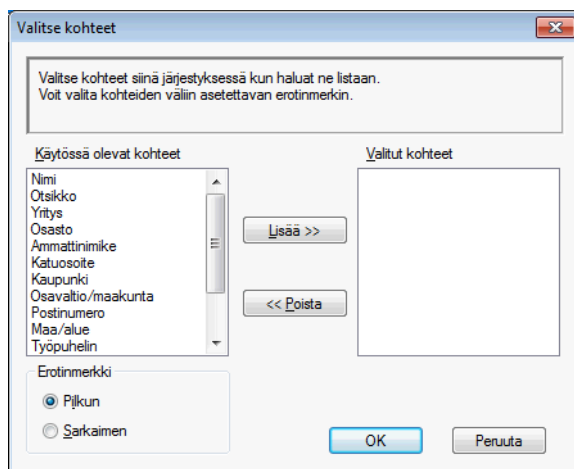 Valitse kohteet
Valitse kohteet siinä järjestyksessä kun haluat ne listaan.
Voit valita kohteiden väliin asetettavan erotinmerkin.
Käytössä olevat kohteet
Valitut kohteet
Nimi
Otsikko
Yritys
Osasto
Ammattinimike
Katuosoite
Kaupunki
Osavaltio/maakunta
Postinumero
Maa/alue
Työpuhelin
Lisää >>
<< Poista
Erotinmerkki
Pilkun
Sarkaimen
OK
Peruuta